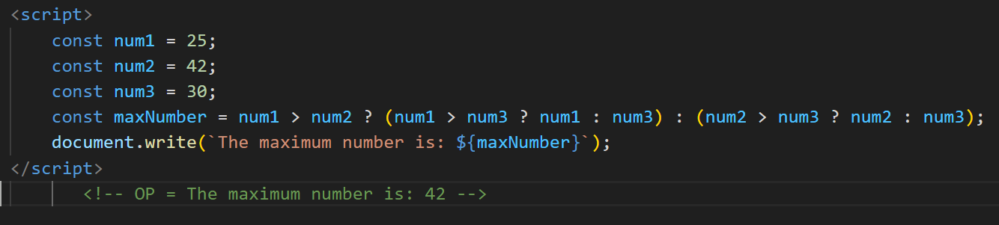 <script>
const num1 = 25;
const num2 = 42;
const num3 = 30;
const maxNumber = num1 > num2 ? (num1 > num3 ? num1 : num3) : (num2 > num3 ? num2 : num3);
document.write(`The maximum number is: ${maxNumber}`);
</script>
<!-- OP = The maximum number is: 42 -->